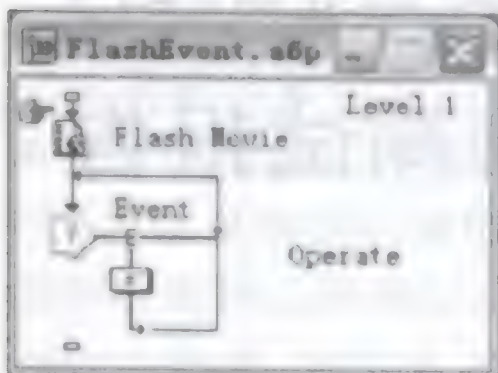 FlashEvent.a6p
Level 1
Flash Movie
Event
Operate